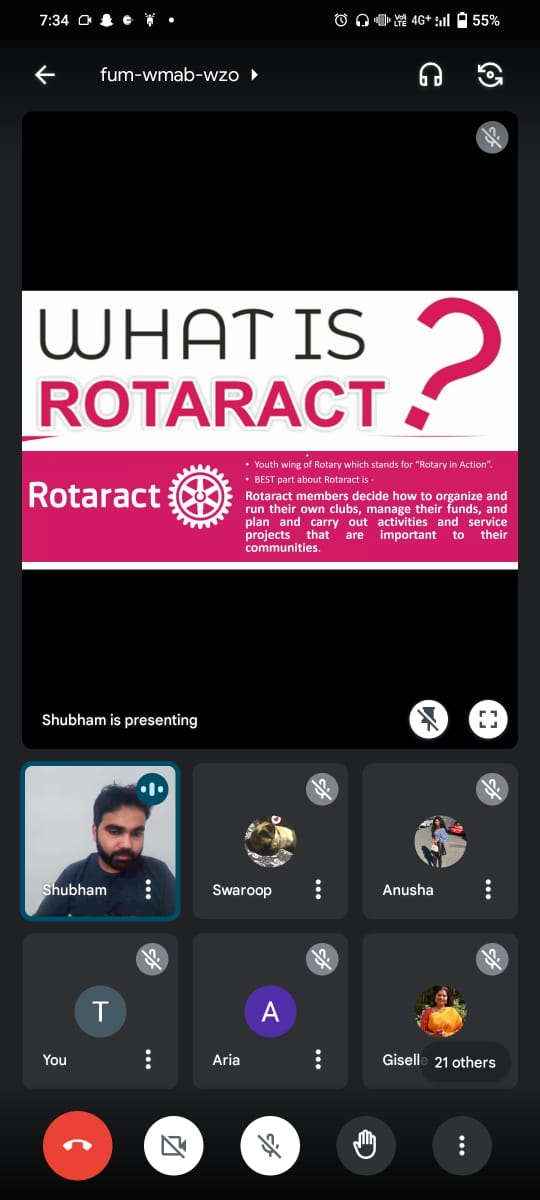 7:34
Vo) LTE 4G+ 55%
fum-wmab-wzo
WHAT IS
ROTARACT ?
Rotaract
• Youth wing of Rotary which stands for "Rotary in Action".
• BEST part about Rotaract is -
Rotaract members decide how to organize and
run their own clubs, manage their funds, and
plan and carry out activities and service
projects that are important to their
communities.
Shubham is presenting
Shubham
Swaroop
Anusha
T
You
A
Aria
Giselle
21 others